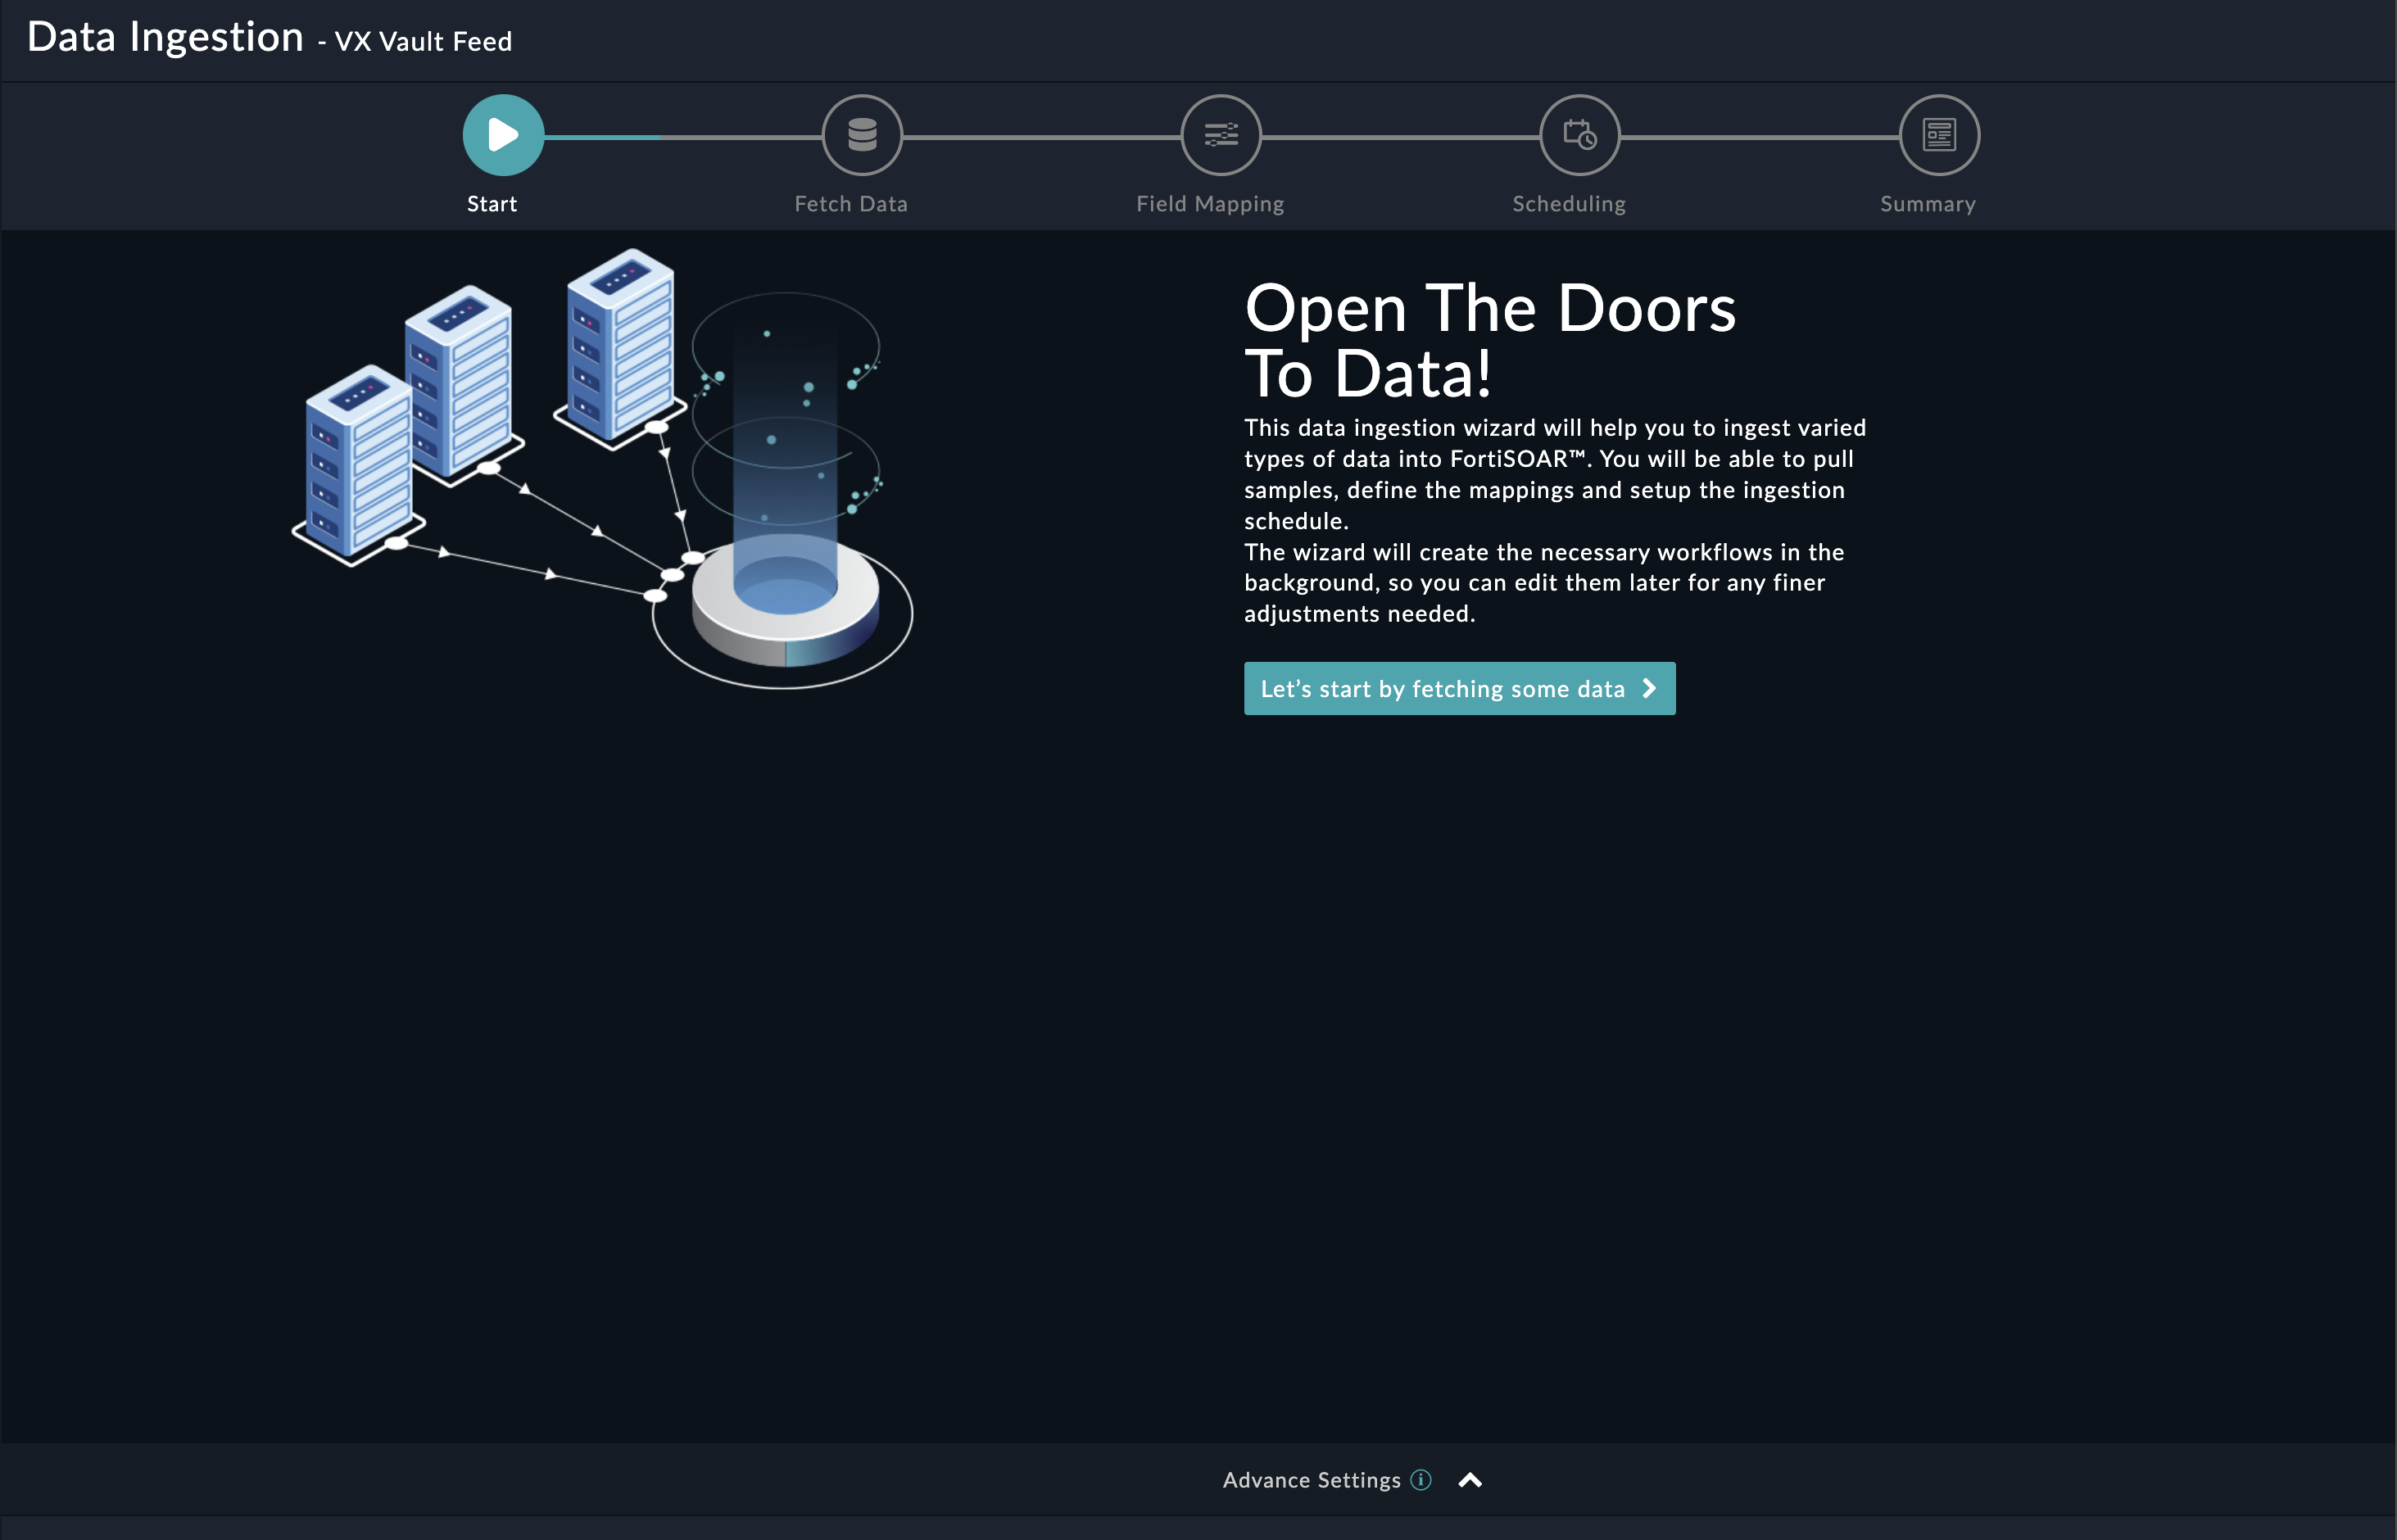 Data Ingestion - VX Vault Feed
Start
Fetch Data
Field Mapping
Scheduling
Summary
Open The Doors
To Data!
This data ingestion wizard will help you to ingest varied
types of data into FortiSOAR™. You will be able to pull
samples, define the mappings and setup the ingestion
schedule.
The wizard will create the necessary workflows in the
background, so you can edit them later for any finer
adjustments needed.
Let’s start by fetching some data
Advance Settings